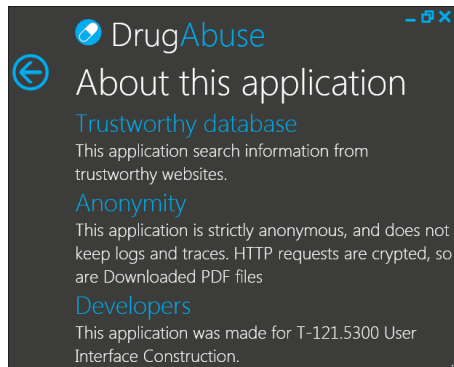 DrugAbuse
About this application
Trustworthy database
This application search information from
trustworthy websites.
Anonymity
This application is strictly anonymous, and does not
keep logs and traces. HTTP requests are crypted, so
are Downloaded PDF files
Developers
This application was made for T-121.5300 User
Interface Construction.